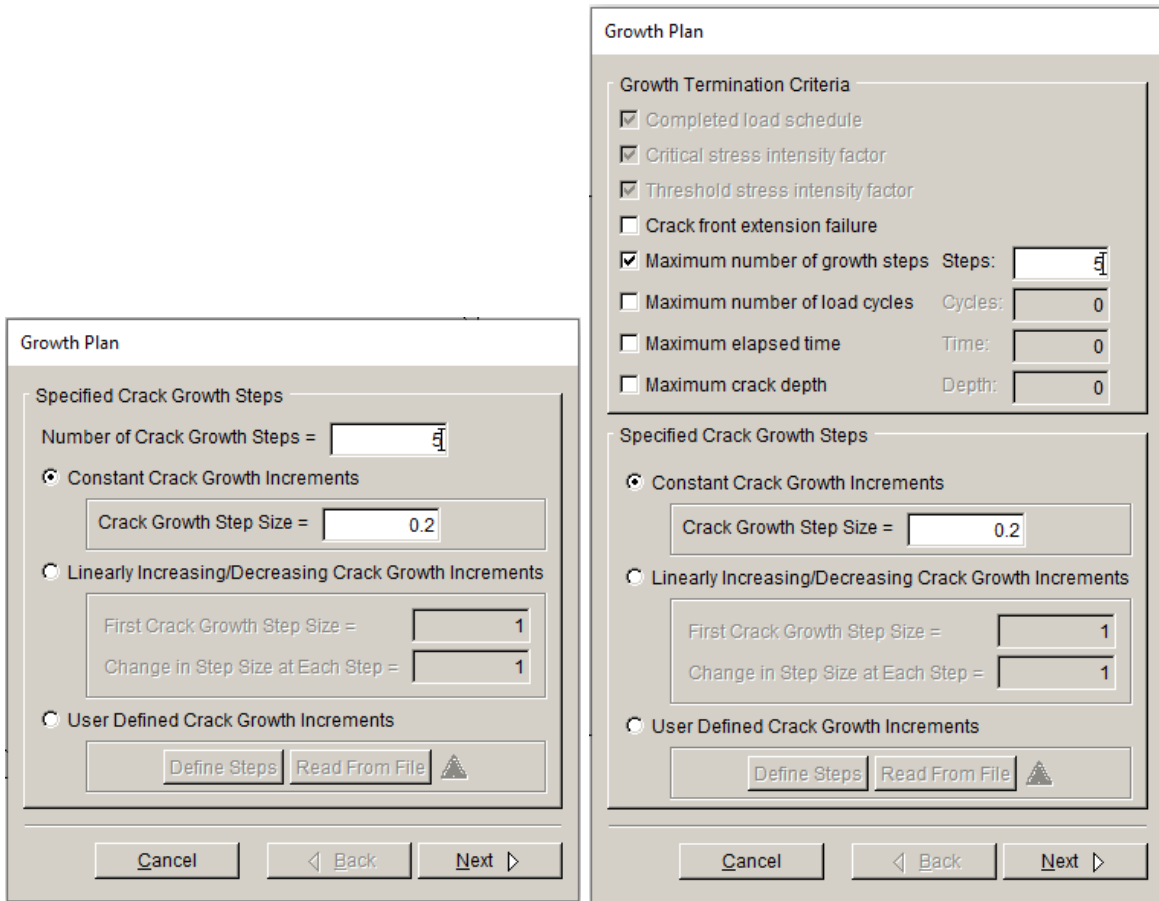 Growth Plan
Specified Crack Growth Steps
Number of Crack Growth Steps = 5
Constant Crack Growth Increments
Crack Growth Step Size = 0.2
Linearly Increasing/Decreasing Crack Growth Increments
First Crack Growth Step Size = 1
Change in Step Size at Each Step = 1
User Defined Crack Growth Increments
Define Steps Read From File
Cancel Back Next
Growth Plan
Growth Termination Criteria
Completed load schedule
Critical stress intensity factor
Threshold stress intensity factor
Crack front extension failure
Maximum number of growth steps Steps: 5
Maximum number of load cycles Cycles: 0
Maximum elapsed time Time: 0
Maximum crack depth Depth: 0
Specified Crack Growth Steps
Constant Crack Growth Increments
Crack Growth Step Size = 0.2
Linearly Increasing/Decreasing Crack Growth Increments
First Crack Growth Step Size = 1
Change in Step Size at Each Step = 1
User Defined Crack Growth Increments
Define Steps Read From File
Cancel Back Next